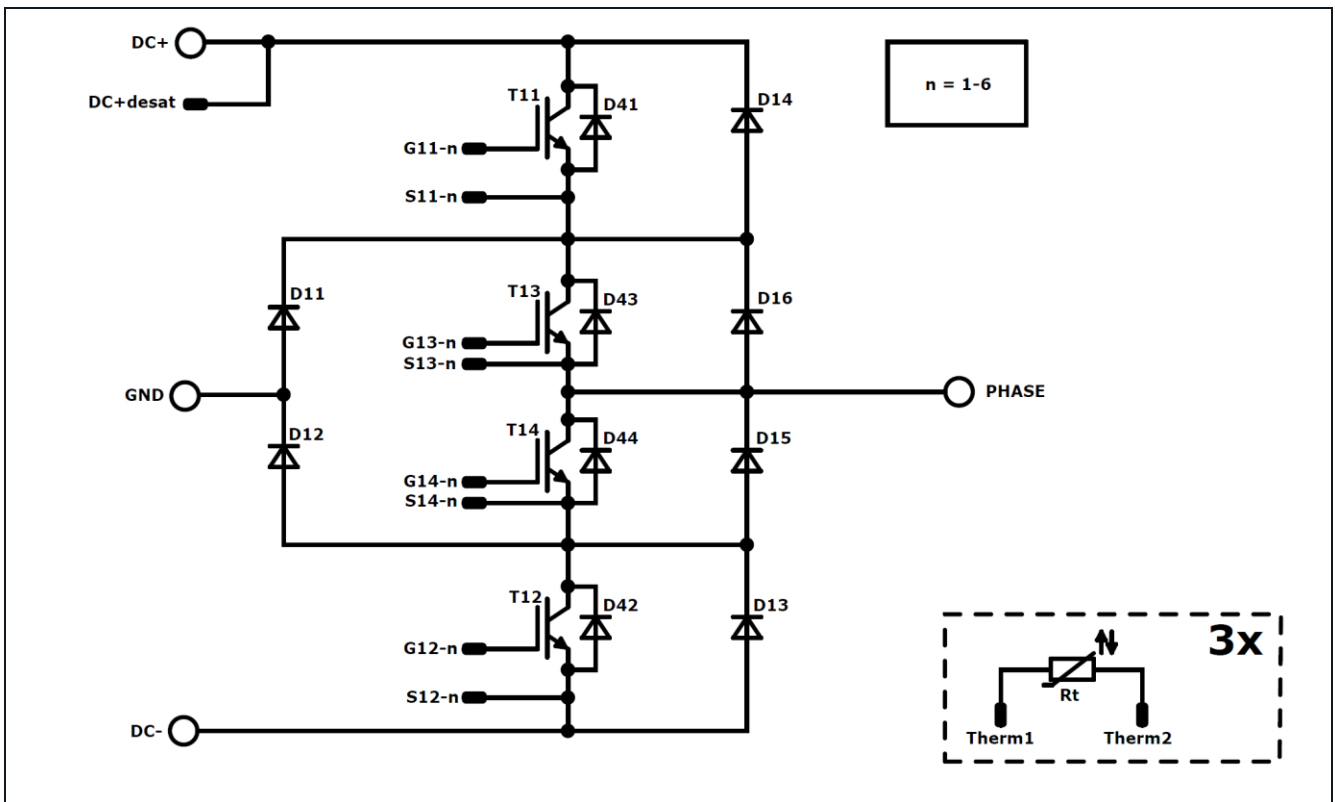 DC+
n = 1-6
DC+desat
T11
D41
D14
G11-n
S11-n
D11
T13
D43
D16
G13-n
S13-n
GND
PHASE
D12
T14
D44
D15
G14-n
S14-n
T12
D42
D13
G12-n
3x
S12-n
Rt
DC-
Therm1
Therm2